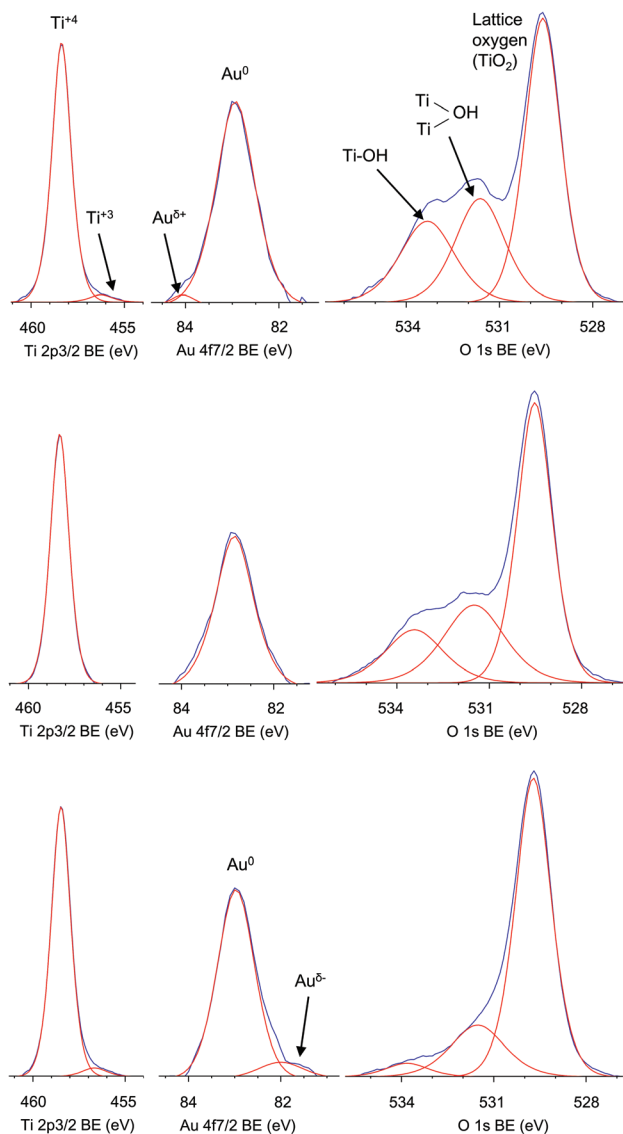 Ti+4
Ti+3
460 455
Ti 2p3/2 BE (eV)
Au0
Auδ+
84 82
Au 4f7/2 BE (eV)
Lattice
oxygen
(TiO2)
Ti
OH
Ti
Ti-OH
534 531 528
O 1s BE (eV)
460 455
Ti 2p3/2 BE (eV)
84 82
Au 4f7/2 BE (eV)
534 531 528
O 1s BE (eV)
460 455
Ti 2p3/2 BE (eV)
Au0
Auδ-
84 82
Au 4f7/2 BE (eV)
534 531 528
O 1s BE (eV)